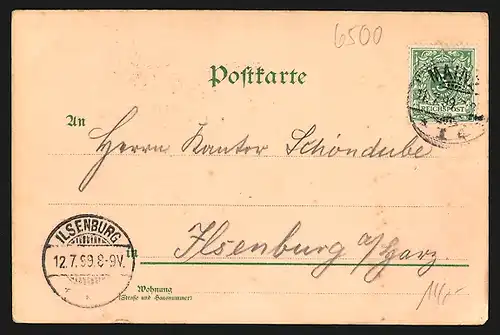 6500
Postkarte
REICHSPOST
An
Herrn Kantor Schöndube
ILSENBURG
12.7.99.8-9V.
in Ilsenburg a/Harz.
Wohnung
(Straße und Hausnummer)